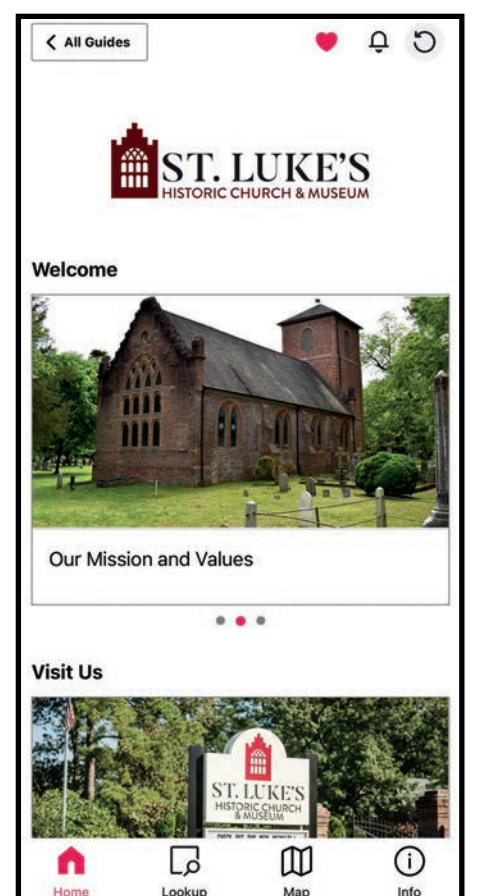 All Guides
ST. LUKE'S
HISTORIC CHURCH & MUSEUM
Welcome
Our Mission and Values
Visit Us
ST. LUKE'S
HISTORIC CHURCH
& MUSEUM
Home
Lookup
Map
Info